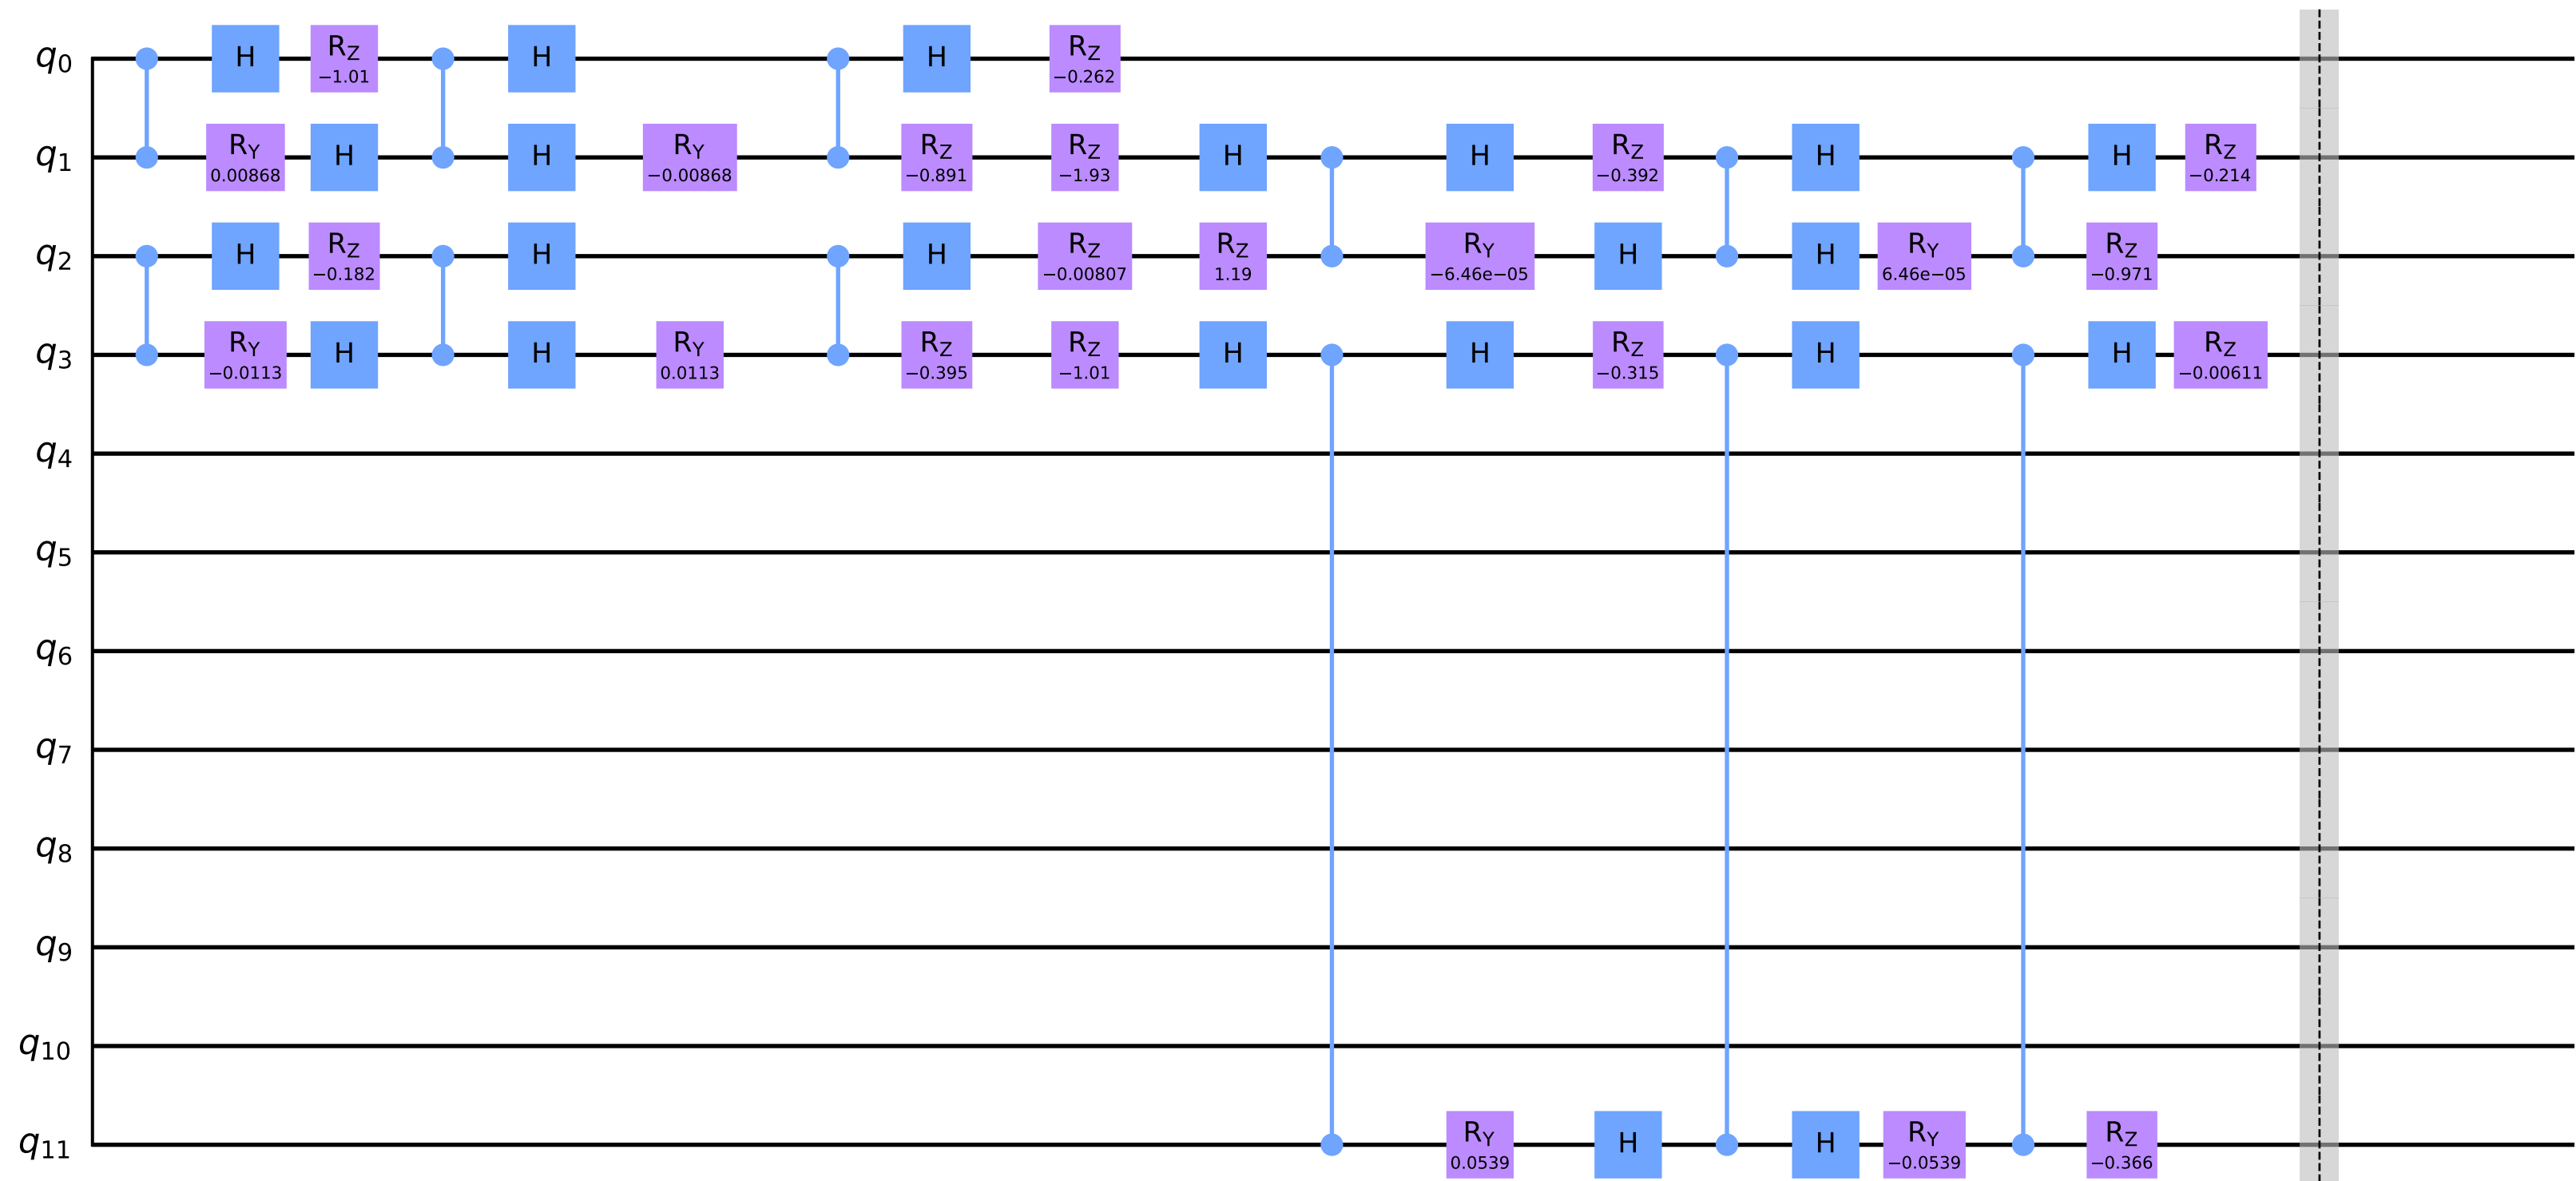 q0 H RZ −1.01 H H RZ −0.262
q1 RY 0.00868 H H RY −0.00868 RZ −0.891 RZ −1.93 H H RZ −0.392 H H RZ −0.214
q2 H RZ −0.182 H H RZ −0.00807 RZ 1.19 RY −6.46e−05 H H RY 6.46e−05 RZ −0.971
q3 RY −0.0113 H H RY 0.0113 RZ −0.395 RZ −1.01 H H RZ −0.315 H H RZ −0.00611
q4
q5
q6
q7
q8
q9
q10
q11 RY 0.0539 H H RY −0.0539 RZ −0.366